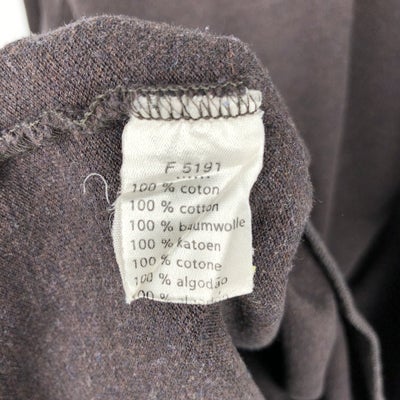 F 5191
100 % coton
100 % cotton
100 % baumwolle
100 % katoen
100 % cotone
100 % algodão